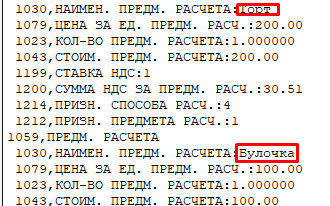 1030,НАИМЕН. ПРЕДМ. РАСЧЕТА:Торт
1079,ЦЕНА ЗА ЕД. ПРЕДМ. РАСЧ.:200.00
1023,КОЛ-ВО ПРЕДМ. РАСЧЕТА:1.000000
1043,СТОИМ. ПРЕДМ. РАСЧЕТА:200.00
1199,СТАВКА НДС:1
1200,СУММА НДС ЗА ПРЕДМ. РАСЧ.:30.51
1214,ПРИЗН. СПОСОБА РАСЧ.:4
1212,ПРИЗН. ПРЕДМЕТА РАСЧ.:1
1059,ПРЕДМ. РАСЧЕТА
1030,НАИМЕН. ПРЕДМ. РАСЧЕТА:Булочка
1079,ЦЕНА ЗА ЕД. ПРЕДМ. РАСЧ.:100.00
1023,КОЛ-ВО ПРЕДМ. РАСЧЕТА:1.000000
1043,СТОИМ. ПРЕДМ. РАСЧЕТА:100.00